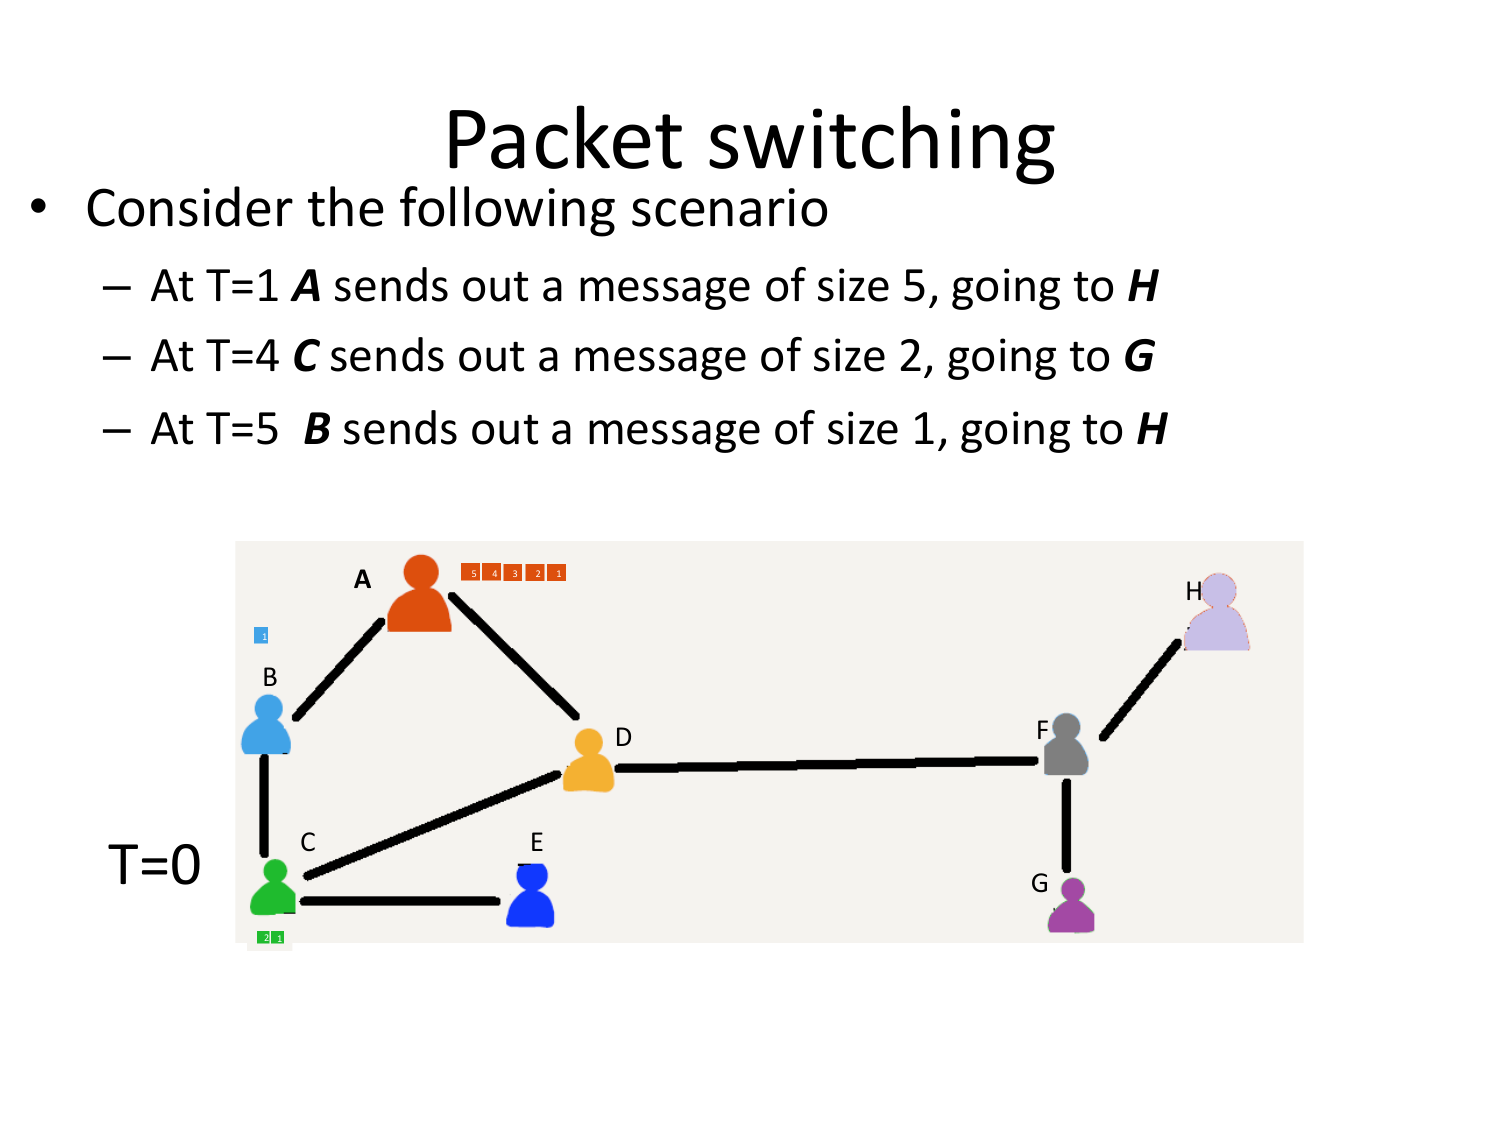 Packet switching
• Consider the following scenario
– At T=1 A sends out a message of size 5, going to H
– At T=4 C sends out a message of size 2, going to G
– At T=5 B sends out a message of size 1, going to H
A
5 4 3 2 1
H
1
B
D
F
C
E
T=0
G
2 1